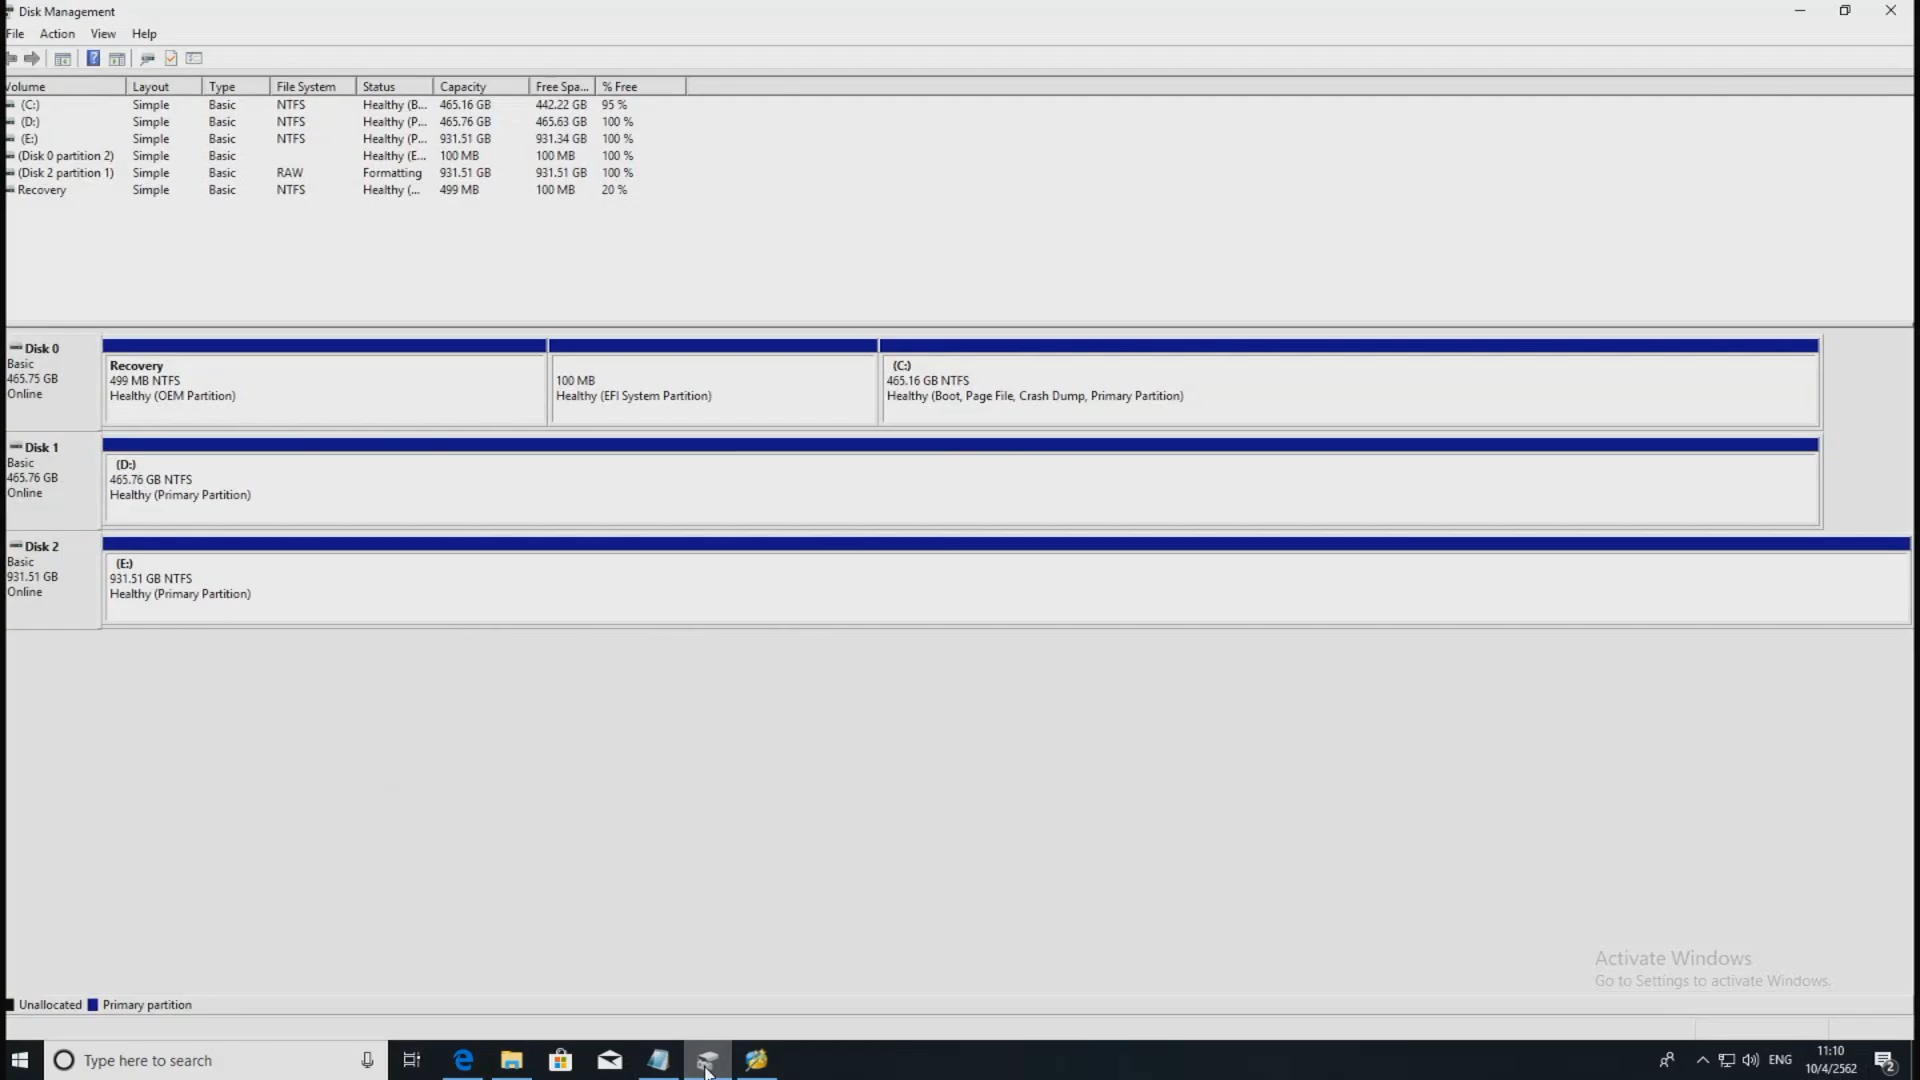 Disk Management
File Action View Help
Volume Layout Type File System Status Capacity Free Spa... % Free
(C:) Simple Basic NTFS Healthy (B... 465.16 GB 442.22 GB 95 %
(D:) Simple Basic NTFS Healthy (P... 465.76 GB 465.63 GB 100 %
(E:) Simple Basic NTFS Healthy (P... 931.51 GB 931.34 GB 100 %
(Disk 0 partition 2) Simple Basic Healthy (E... 100 MB 100 MB 100 %
(Disk 2 partition 1) Simple Basic RAW Formatting 931.51 GB 931.51 GB 100 %
Recovery Simple Basic NTFS Healthy (... 499 MB 100 MB 20 %
Disk 0
Basic
465.75 GB
Online
Recovery
499 MB NTFS
Healthy (OEM Partition)
100 MB
Healthy (EFI System Partition)
(C:)
465.16 GB NTFS
Healthy (Boot, Page File, Crash Dump, Primary Partition)
Disk 1
Basic
465.76 GB
Online
(D:)
465.76 GB NTFS
Healthy (Primary Partition)
Disk 2
Basic
931.51 GB
Online
(E:)
931.51 GB NTFS
Healthy (Primary Partition)
Activate Windows
Go to Settings to activate Windows.
Unallocated Primary partition
Type here to search
ENG
11:10
10/4/2562
2